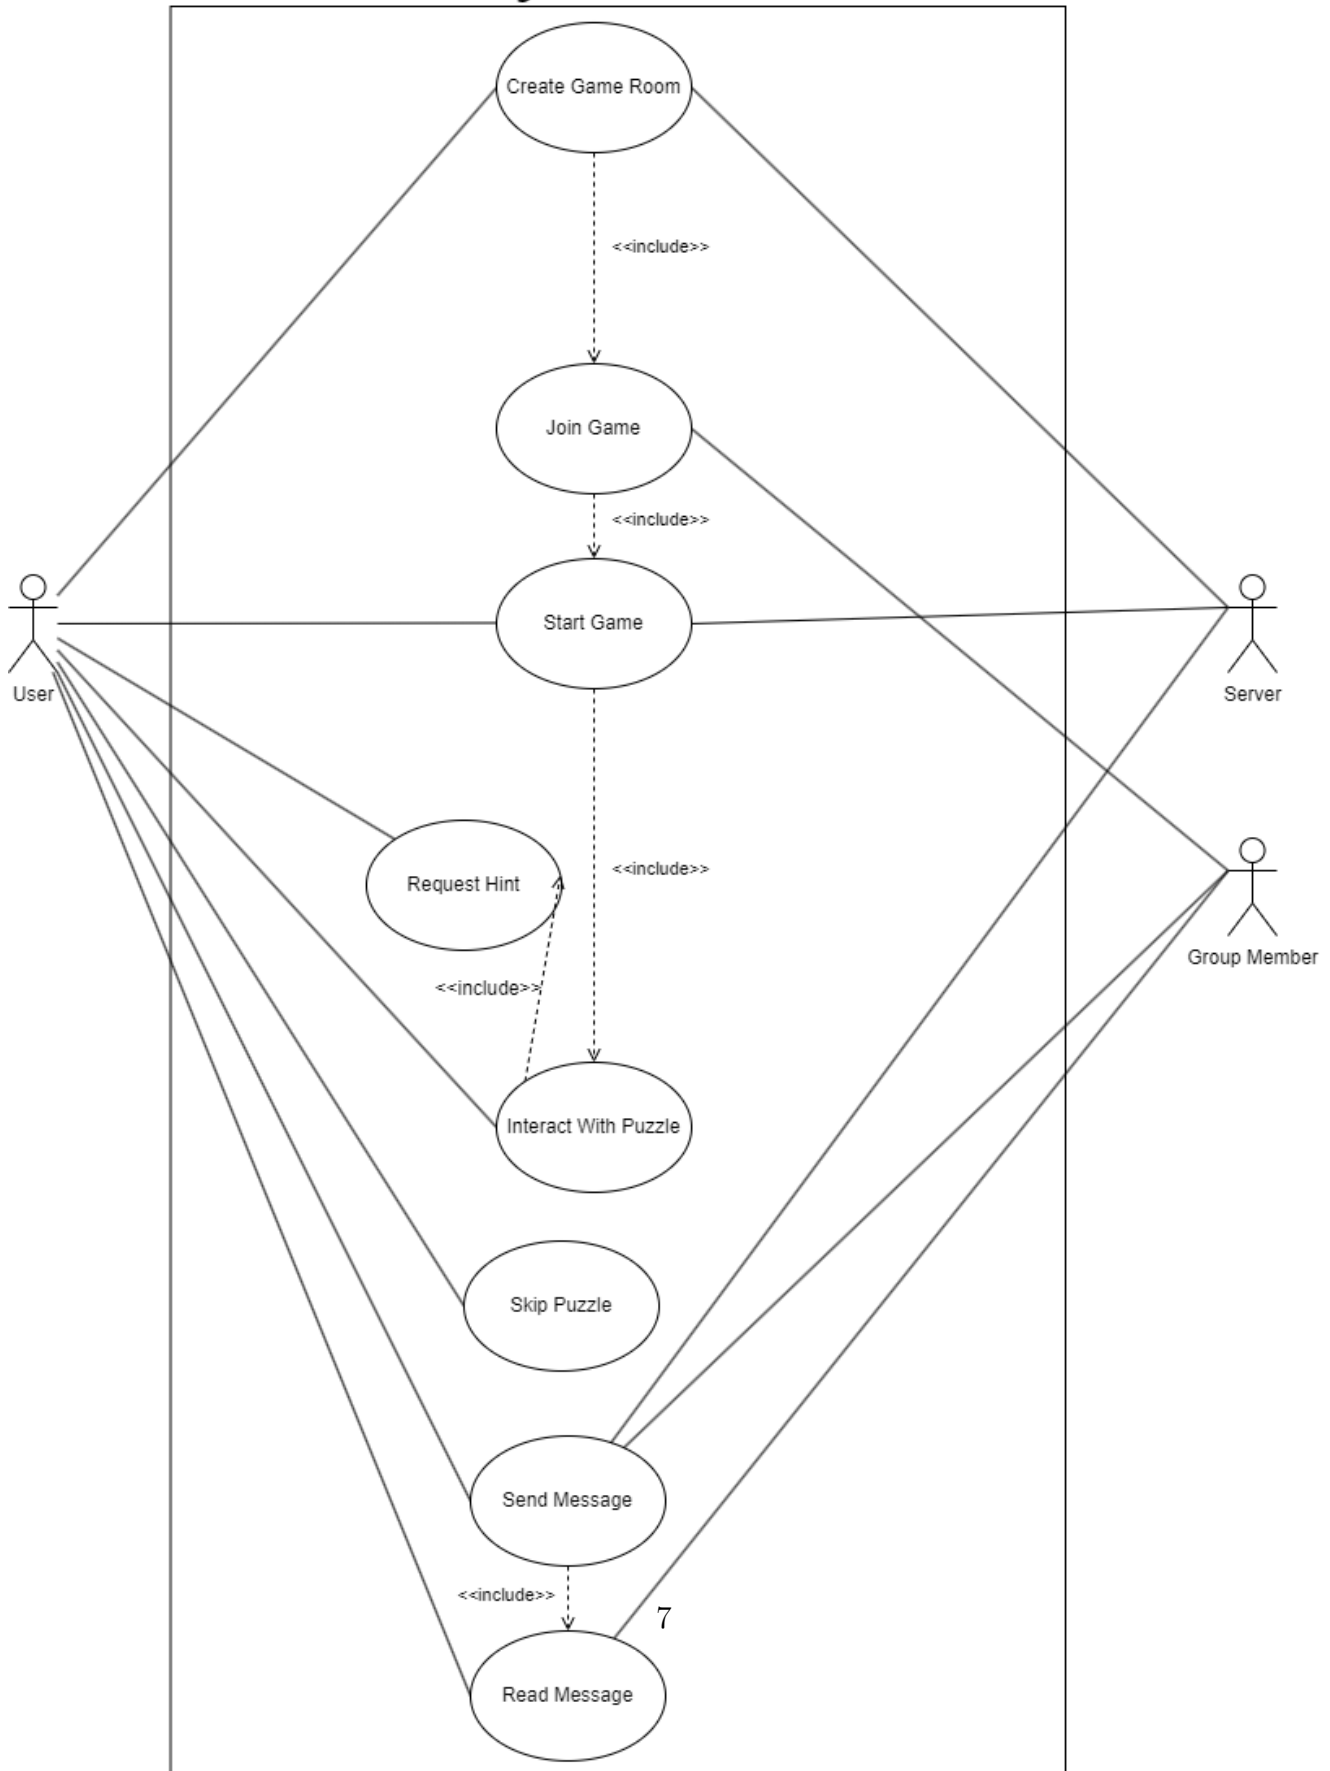 Create Game Room
<<include>>
Join Game
<<include>>
Start Game
User
Server
<<include>>
Request Hint
Group Member
<<include>>
Interact With Puzzle
Skip Puzzle
Send Message
<<include>>
7
Read Message